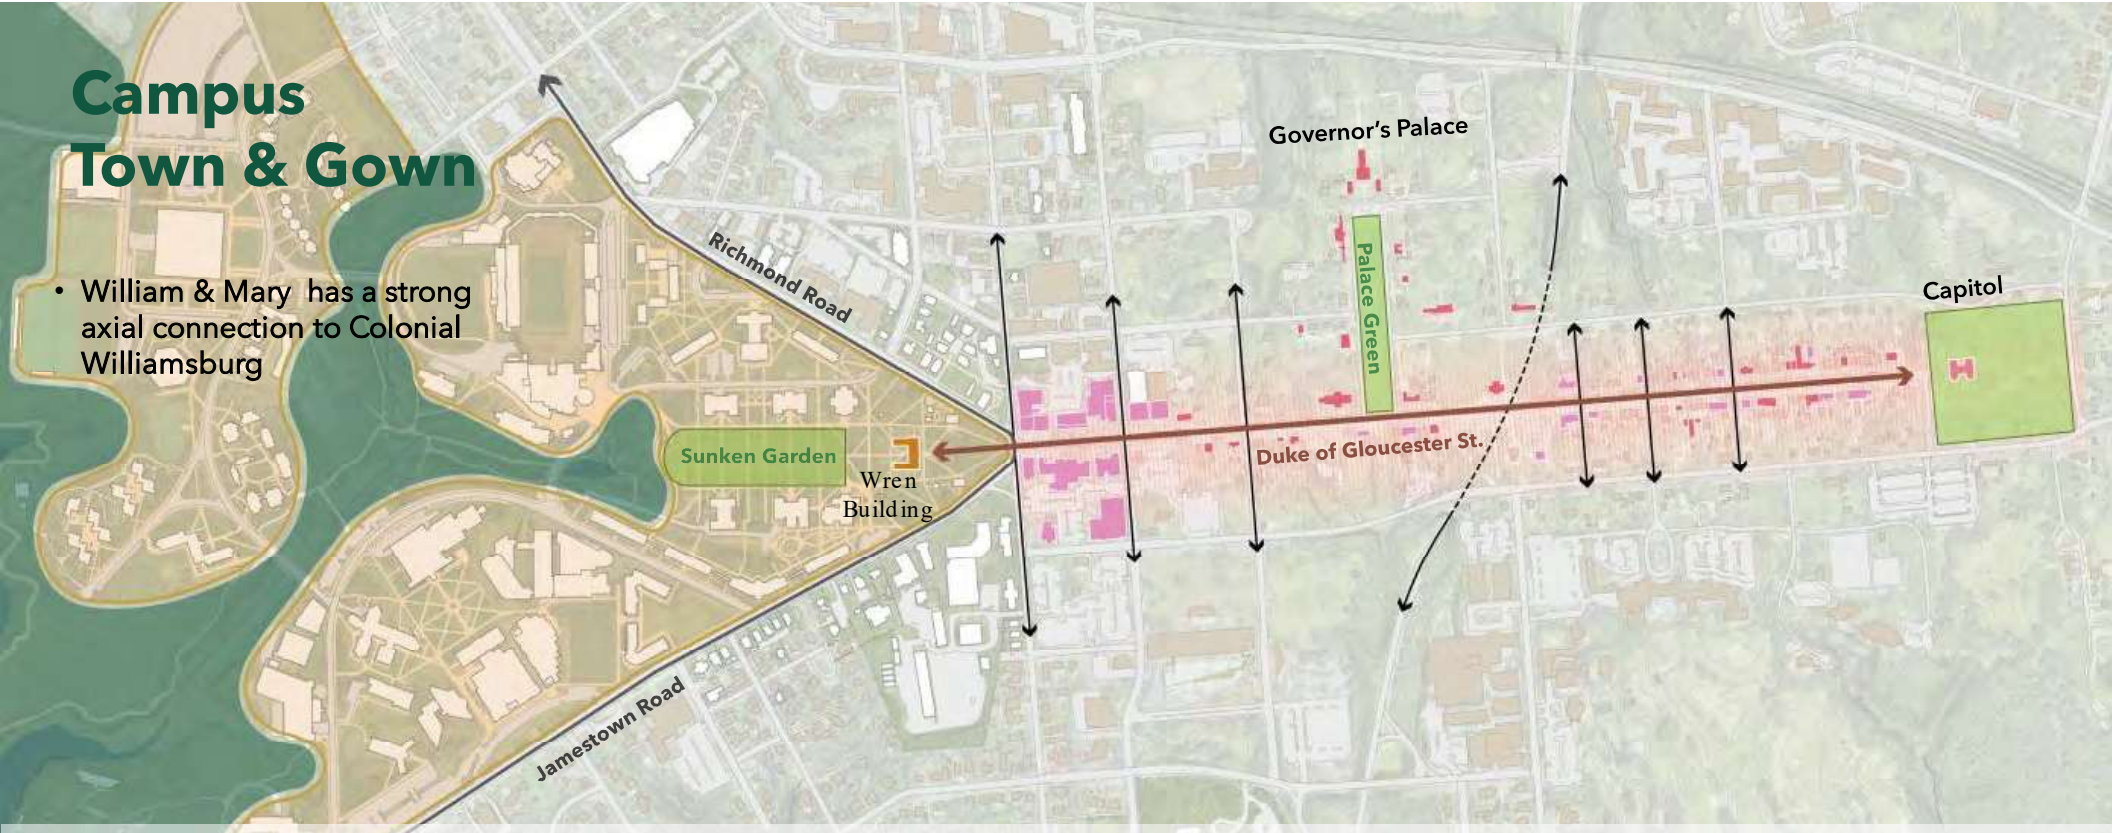 Campus
Town & Gown
• William & Mary  has a strong
axial connection to Colonial
Williamsburg
Richmond Road
Governor's Palace
Palace Green
Capitol
Sunken Garden
Wren
Building
Duke of Gloucester St.
Jamestown Road